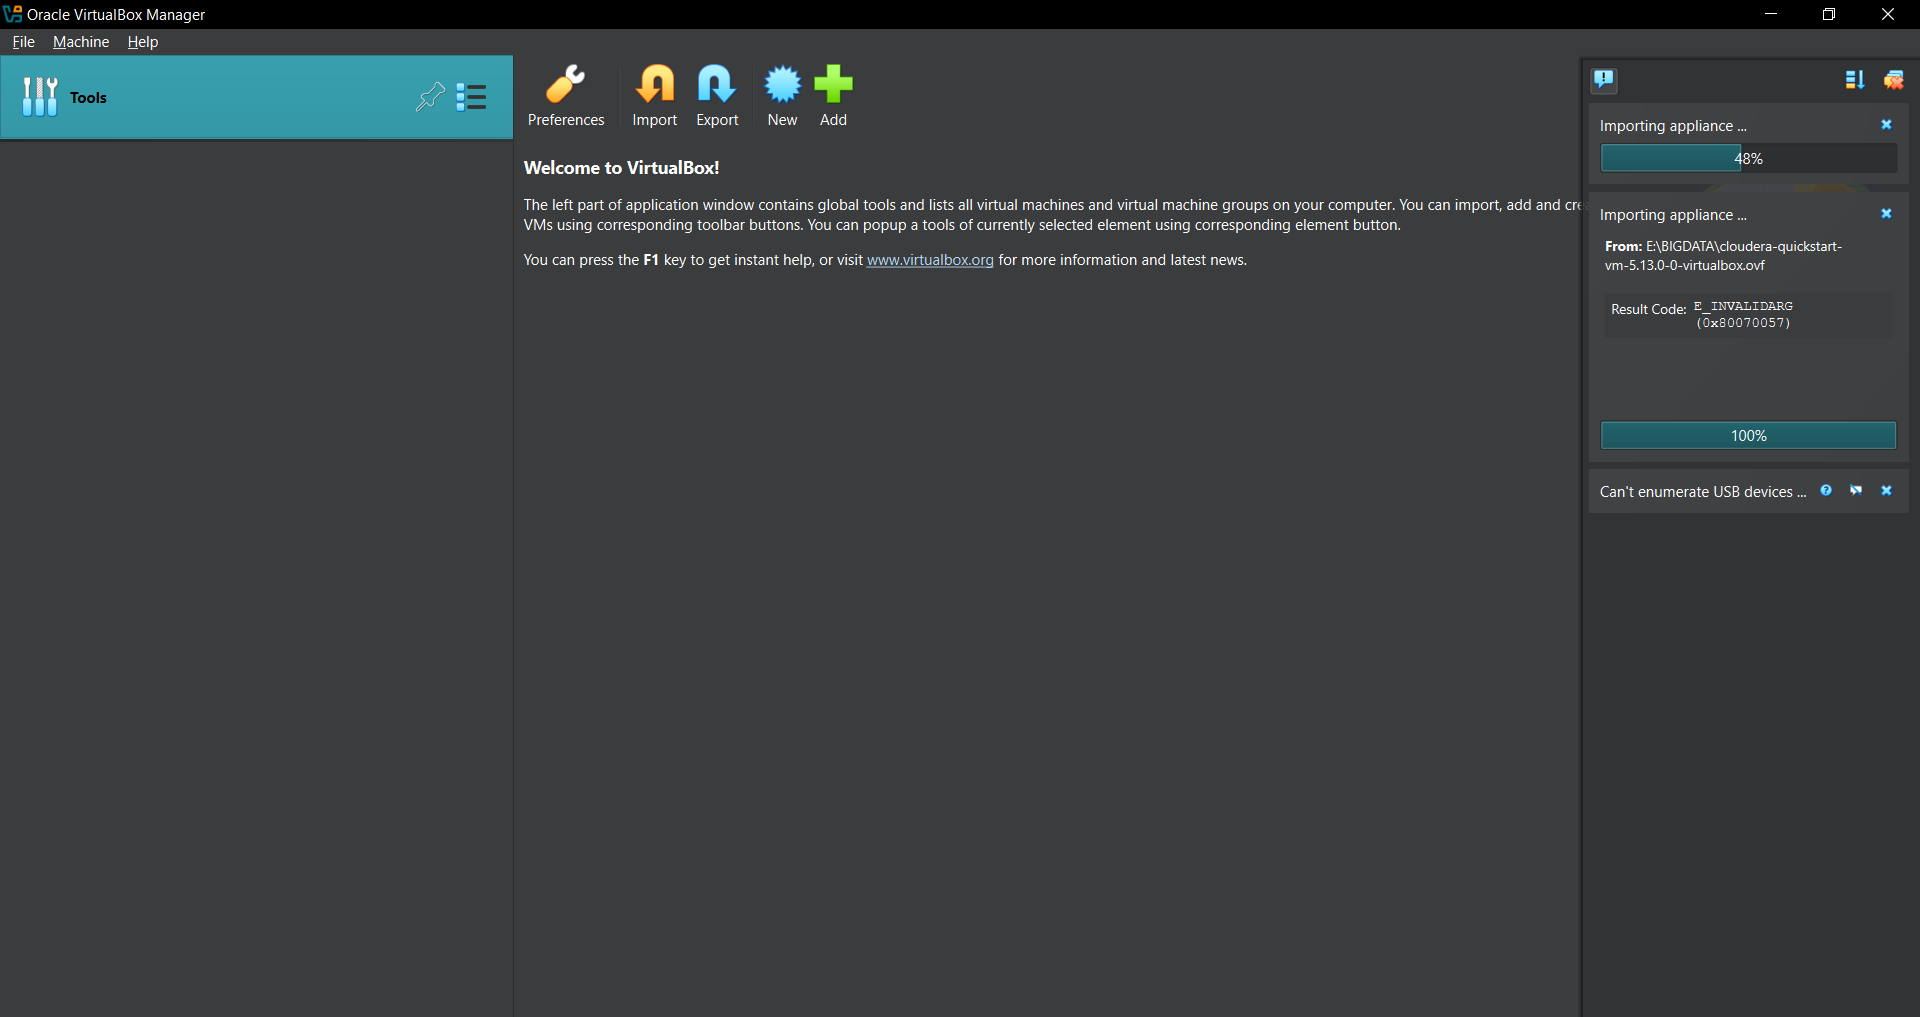 Oracle VirtualBox Manager
File Machine Help
Tools
Preferences Import Export New Add
Welcome to VirtualBox!
The left part of application window contains global tools and lists all virtual machines and virtual machine groups on your computer. You can import, add and cre
VMs using corresponding toolbar buttons. You can popup a tools of currently selected element using corresponding element button.
You can press the F1 key to get instant help, or visit www.virtualbox.org for more information and latest news.
Importing appliance ...
48%
Importing appliance ...
From: E:\BIGDATA\cloudera-quickstart-
vm-5.13.0-0-virtualbox.ovf
Result Code: E_INVALIDARG
(0x80070057)
100%
Can't enumerate USB devices ...